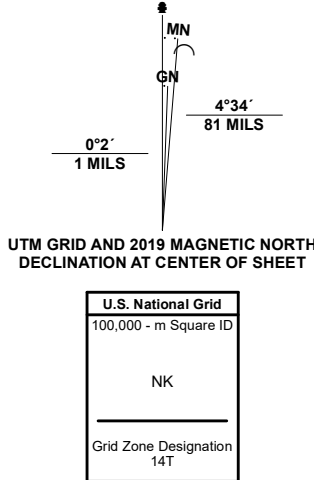 MN
GN
4°34´
81 MILS
0°2´
1 MILS
UTM GRID AND 2019 MAGNETIC NORTH
DECLINATION AT CENTER OF SHEET
U.S. National Grid
100,000 - m Square ID
NK
Grid Zone Designation
14T